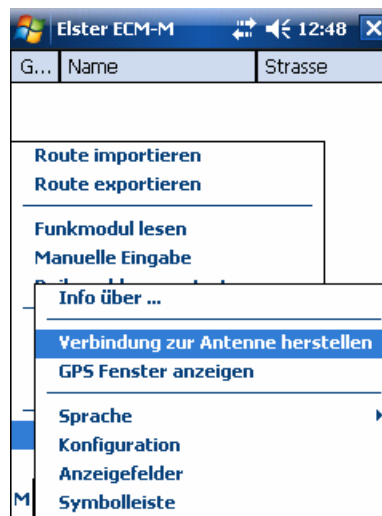 Elster ECM-M 12:48
G... Name Strasse
Route importieren
Route exportieren
Funkmodul lesen
Manuelle Eingabe
Info über ...
Verbindung zur Antenne herstellen
GPS Fenster anzeigen
Sprache
Konfiguration
Anzeigefelder
M Symbolleiste